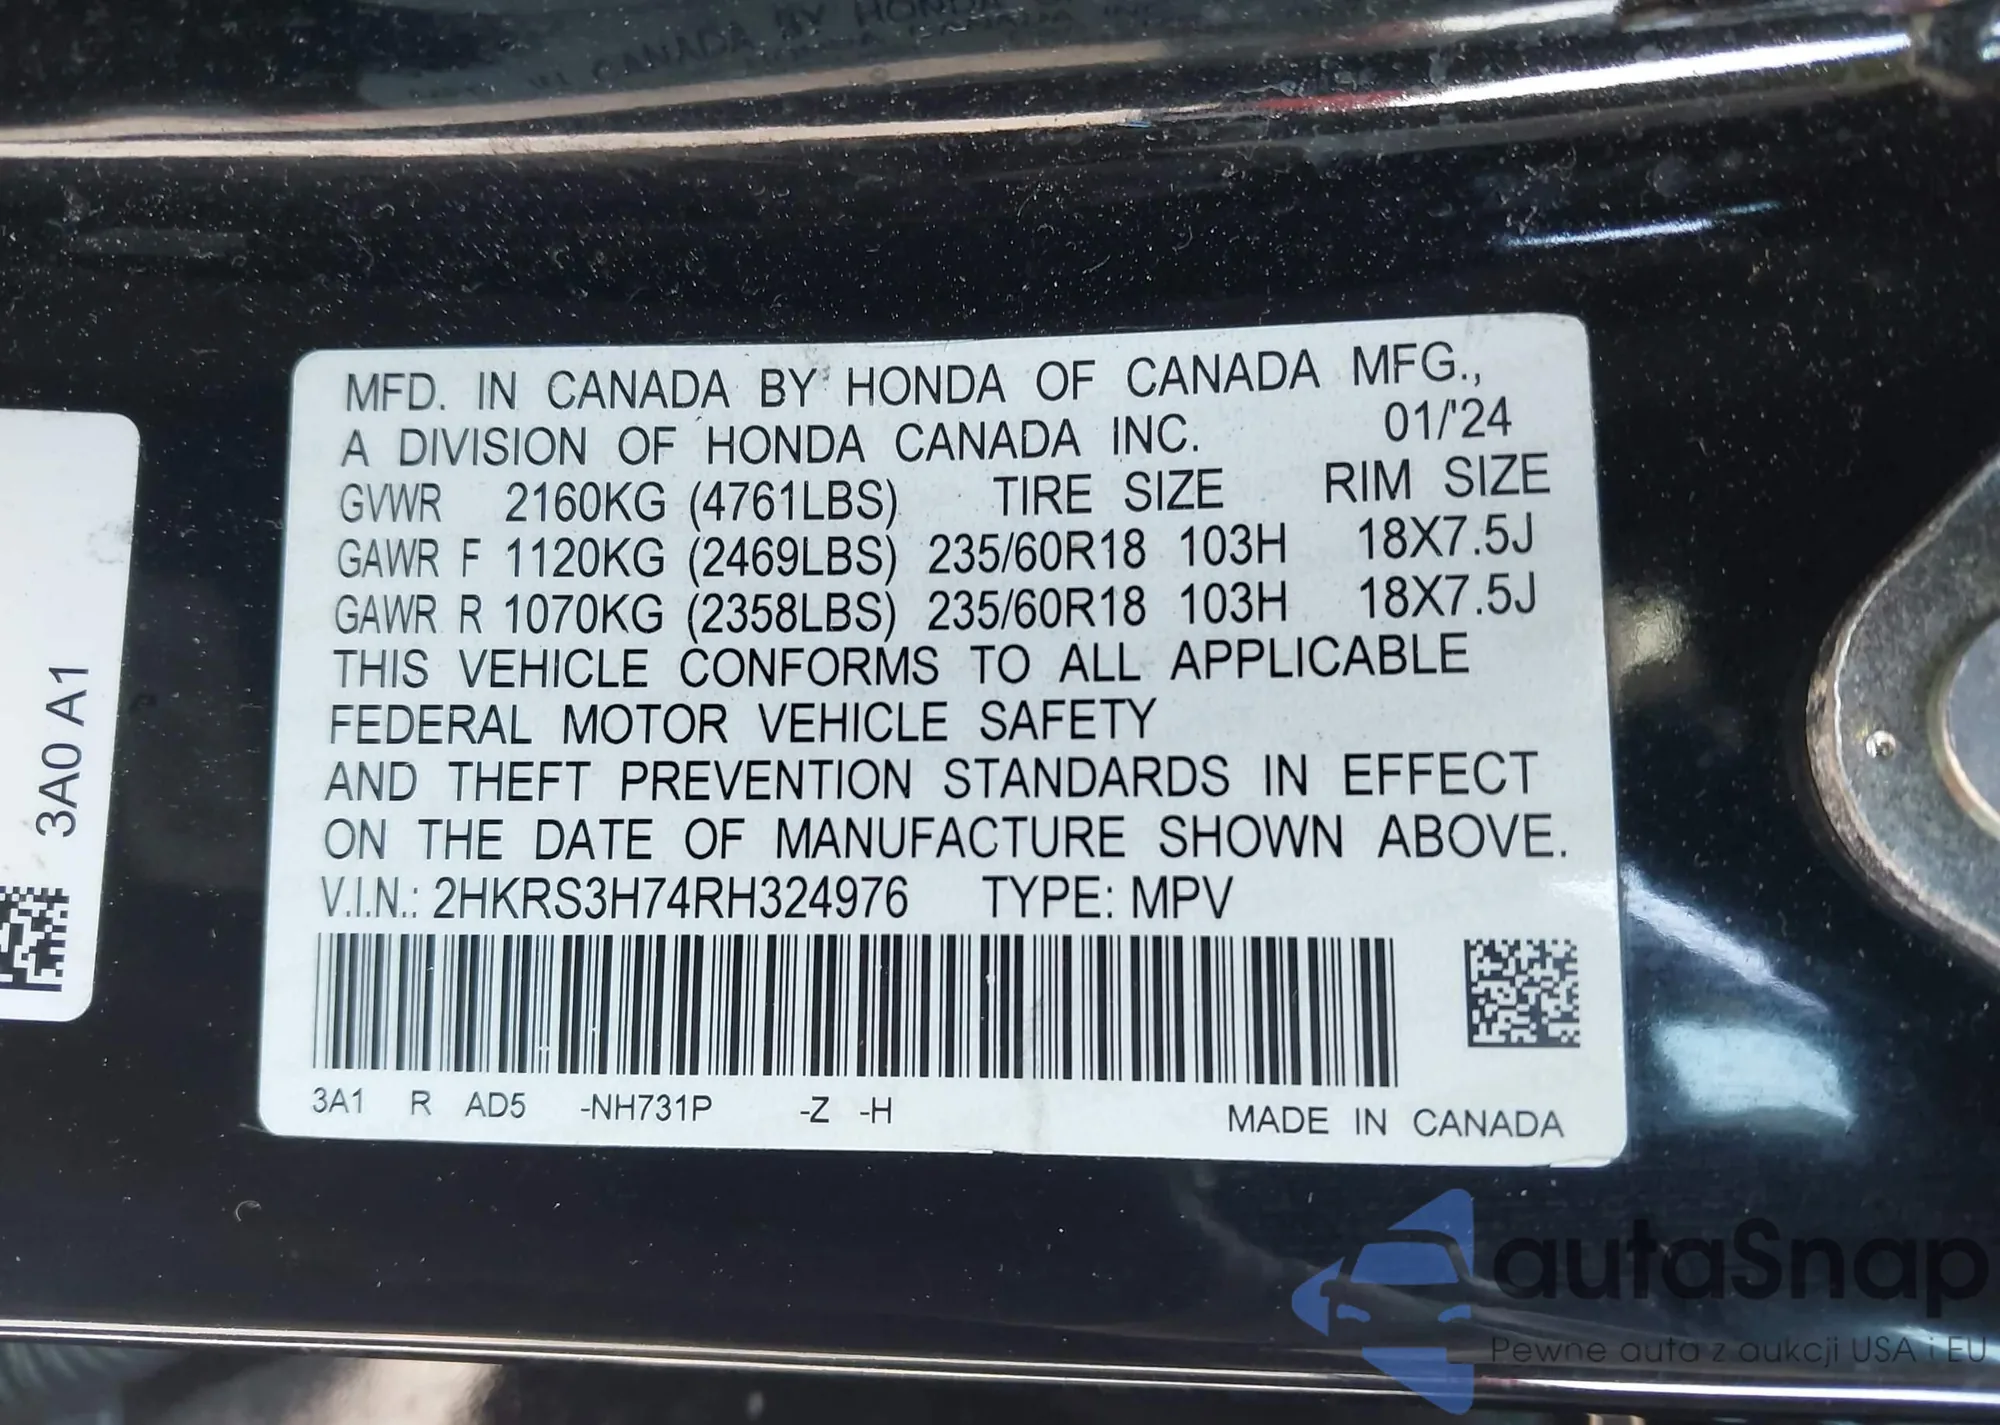 MFD. IN CANADA BY HONDA OF CANADA MFG.,
A DIVISION OF HONDA CANADA INC. 01/'24
GVWR 2160KG (4761LBS) TIRE SIZE RIM SIZE
GAWR F 1120KG (2469LBS) 235/60R18 103H 18X7.5J
GAWR R 1070KG (2358LBS) 235/60R18 103H 18X7.5J
THIS VEHICLE CONFORMS TO ALL APPLICABLE
FEDERAL MOTOR VEHICLE SAFETY
AND THEFT PREVENTION STANDARDS IN EFFECT
ON THE DATE OF MANUFACTURE SHOWN ABOVE.
V.I.N.: 2HKRS3H74RH324976 TYPE: MPV
3A1 R AD5 -NH731P -Z -H MADE IN CANADA
3A0 A1
autaSnap
Pewne auta z aukcji USA i EU